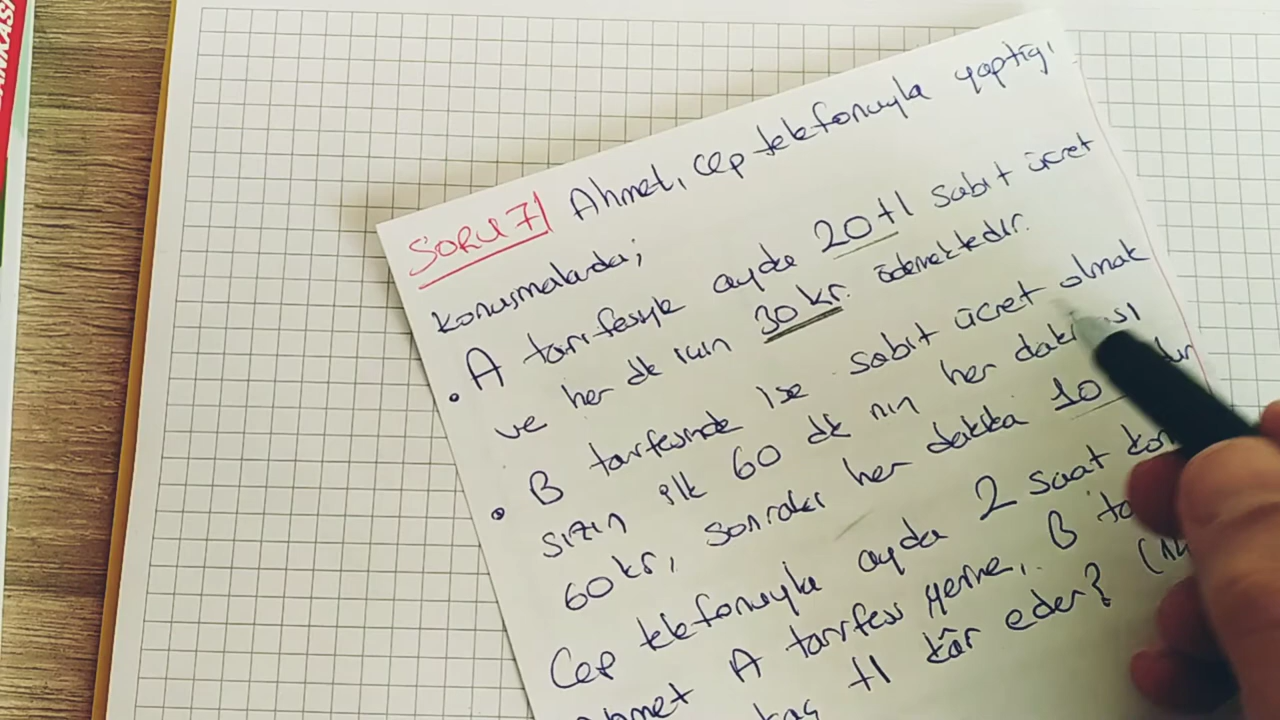 SORU 7) Ahmet, cep telefonuyla yaptığı
konuşmalarda;
• A tarifesiyle ayda 20 tl sabit ücret
ve her dk için 30 kr. ödemektedir.
• B tarifesinde ise sabit ücret olmak
sızın ilk 60 dk nın her dakikası
60 kr, sonraki her dakika 10
Cep telefonuyla ayda 2 saat
Ahmet A tarifesi yerine, B
kaç tl kâr eder?